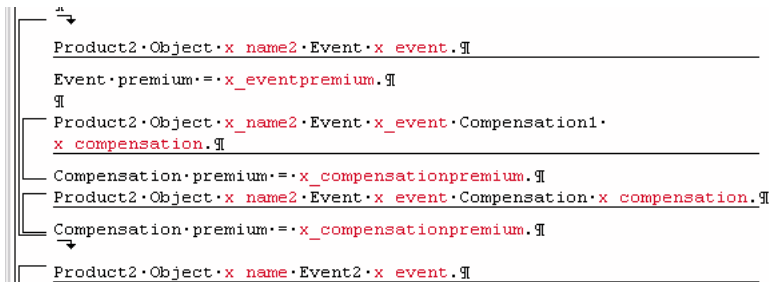 ¶
Product2·Object·x_name2·Event·x_event.¶
Event·premium·=·x_eventpremium.¶
¶
Product2·Object·x_name2·Event·x_event·Compensation1·
x_compensation.¶
Compensation·premium·=·x_compensationpremium.¶
Product2·Object·x_name2·Event·x_event·Compensation·x_compensation.¶
Compensation·premium·=·x_compensationpremium.¶
Product2·Object·x_name·Event2·x_event.¶